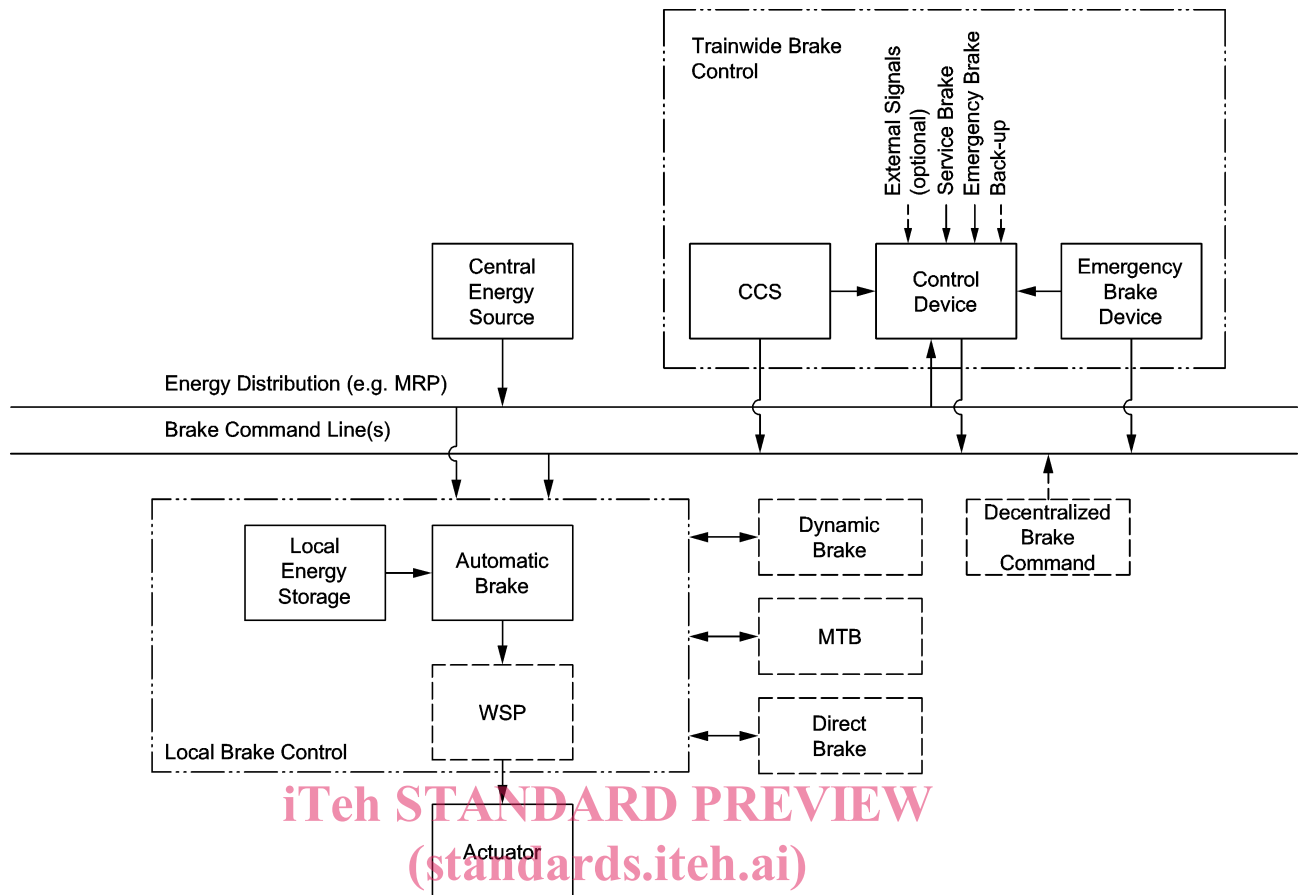 Trainwide Brake
Control
External Signals
(optional)
Service Brake
Emergency Brake
Back-up
Central
Energy
Source
CCS
Control
Device
Emergency
Brake
Device
Energy Distribution (e.g. MRP)
Brake Command Line(s)
Local
Energy
Storage
Automatic
Brake
Dynamic
Brake
Decentralized
Brake
Command
MTB
WSP
Direct
Brake
Local Brake Control
iTeh STANDARD PREVIEW
Actuator
(standards.iteh.ai)